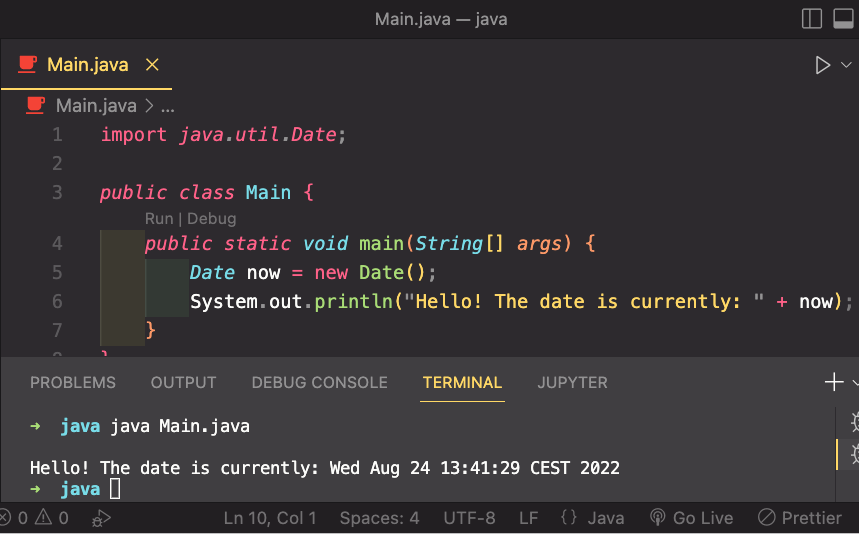 Main.java — java
Main.java
Main.java > ...
1 import java.util.Date;
2
3 public class Main {
Run | Debug
4 public static void main(String[] args) {
5 Date now = new Date();
6 System.out.println("Hello! The date is currently: " + now);
7 }
PROBLEMS OUTPUT DEBUG CONSOLE TERMINAL JUPYTER
➜ java java Main.java
Hello! The date is currently: Wed Aug 24 13:41:29 CEST 2022
➜ java
0 0 Ln 10, Col 1 Spaces: 4 UTF-8 LF {} Java Go Live Prettier